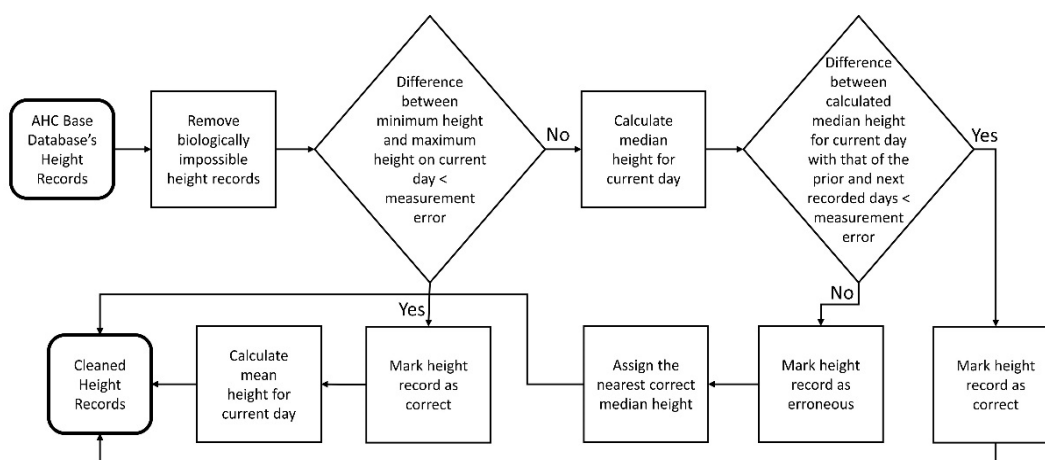 AHC Base
Database's
Height
Records
Remove
biologically
impossible
height records
Difference
between
minimum height
and maximum
height on current
day <
measurement
error
No
Calculate
median height
for current
day
Difference
between
calculated
median height
for current day
with that of the
prior and next
recorded days <
measurement
error
Yes
Yes
No
Cleaned
Height
Records
Calculate
mean
height for
current day
Mark height
record as
correct
Assign the
nearest correct
median height
Mark height
record as
erroneous
Mark height
record as
correct